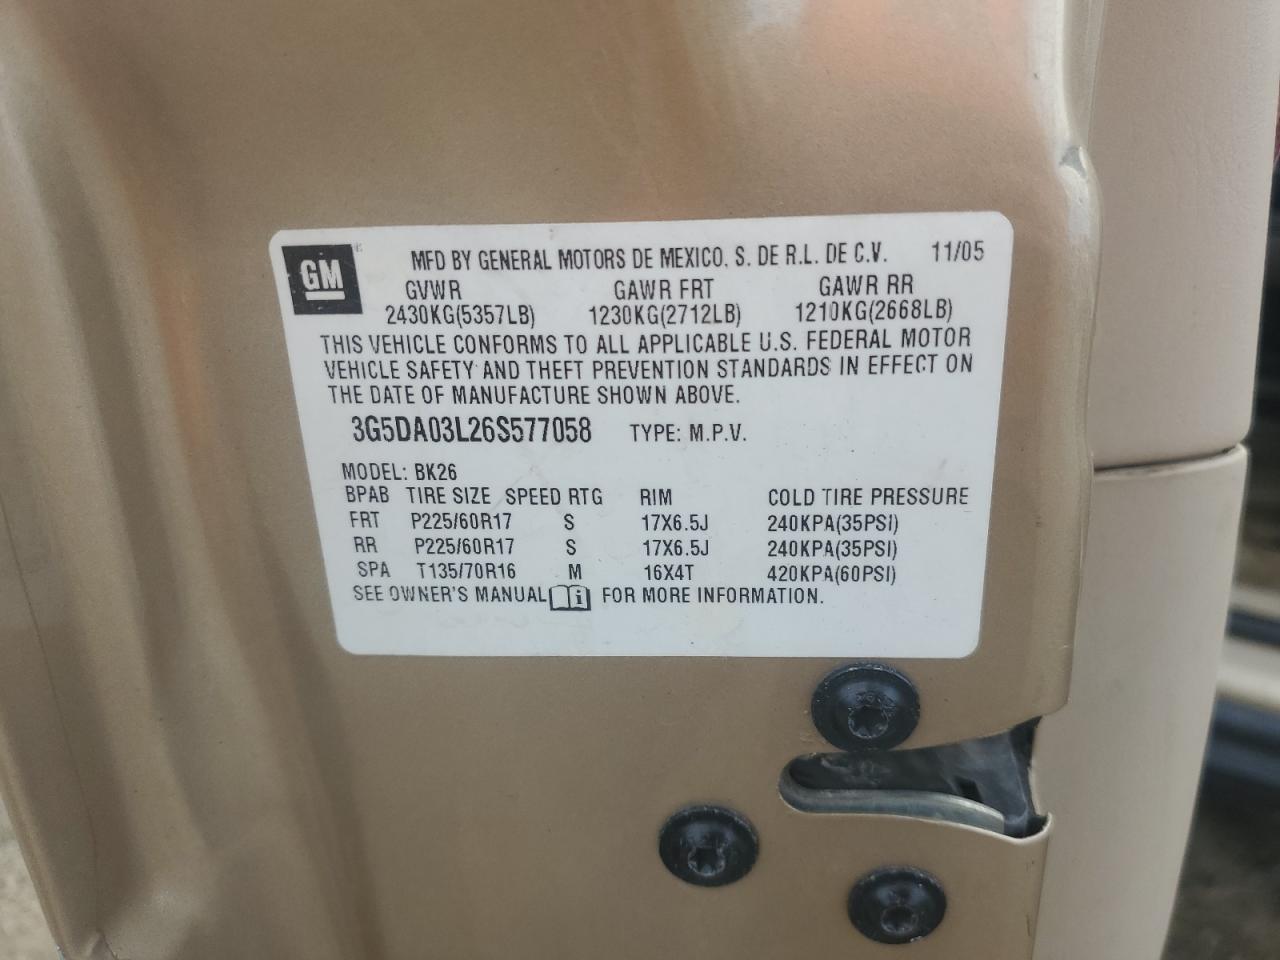 GM
MFD BY GENERAL MOTORS DE MEXICO, S. DE R.L. DE C.V. 11/05
GVWR GAWR FRT GAWR RR
2430KG(5357LB) 1230KG(2712LB) 1210KG(2668LB)
THIS VEHICLE CONFORMS TO ALL APPLICABLE U.S. FEDERAL MOTOR
VEHICLE SAFETY AND THEFT PREVENTION STANDARDS IN EFFECT ON
THE DATE OF MANUFACTURE SHOWN ABOVE.
3G5DA03L26S577058 TYPE: M.P.V.
MODEL: BK26
BPAB TIRE SIZE SPEED RTG RIM COLD TIRE PRESSURE
FRT P225/60R17 S 17X6.5J 240KPA(35PSI)
RR P225/60R17 S 17X6.5J 240KPA(35PSI)
SPA T135/70R16 M 16X4T 420KPA(60PSI)
SEE OWNER'S MANUAL i FOR MORE INFORMATION.